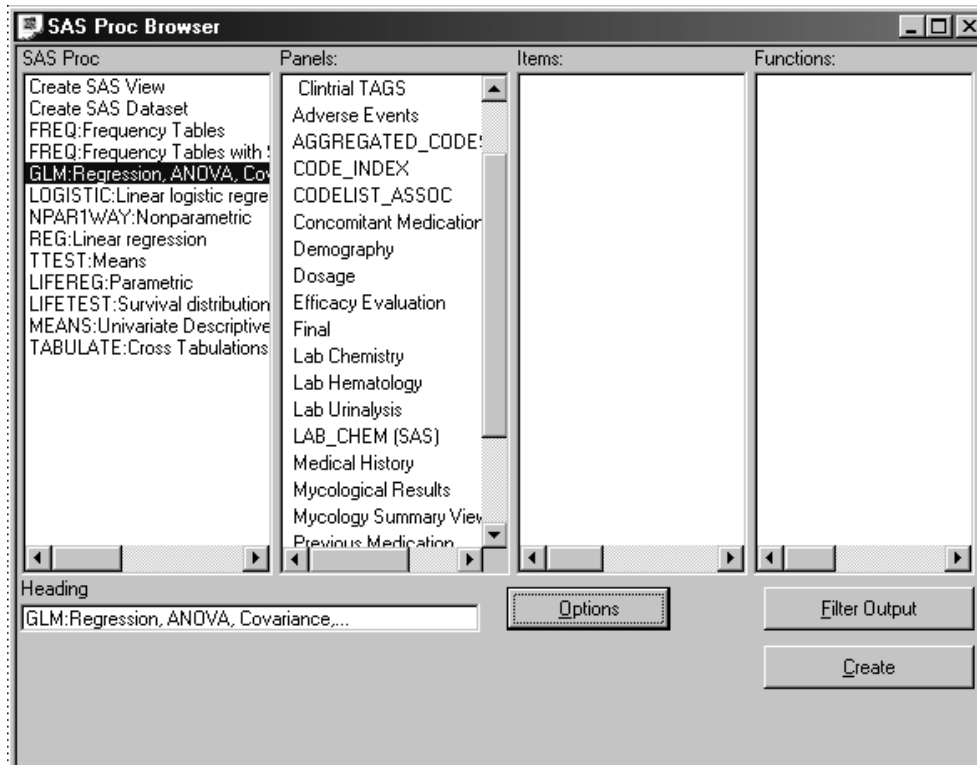 SAS Proc Browser
SAS Proc
Create SAS View
Create SAS Dataset
FREQ:Frequency Tables
FREQ:Frequency Tables with
GLM:Regression, ANOVA, Cov
LOGISTIC:Linear logistic regre
NPAR1WAY:Nonparametric
REG:Linear regression
TTEST:Means
LIFEREG:Parametric
LIFETEST:Survival distribution
MEANS:Univariate Descriptive
TABULATE:Cross Tabulations
Panels:
Clintrial TAGS
Adverse Events
AGGREGATED_CODES
CODE_INDEX
CODELIST_ASSOC
Concomitant Medication
Demography
Dosage
Efficacy Evaluation
Final
Lab Chemistry
Lab Hematology
Lab Urinalysis
LAB_CHEM (SAS)
Medical History
Mycological Results
Mycology Summary View
Previous Medication
Items:
Functions:
Heading
GLM:Regression, ANOVA, Covariance,...
Options
Filter Output
Create